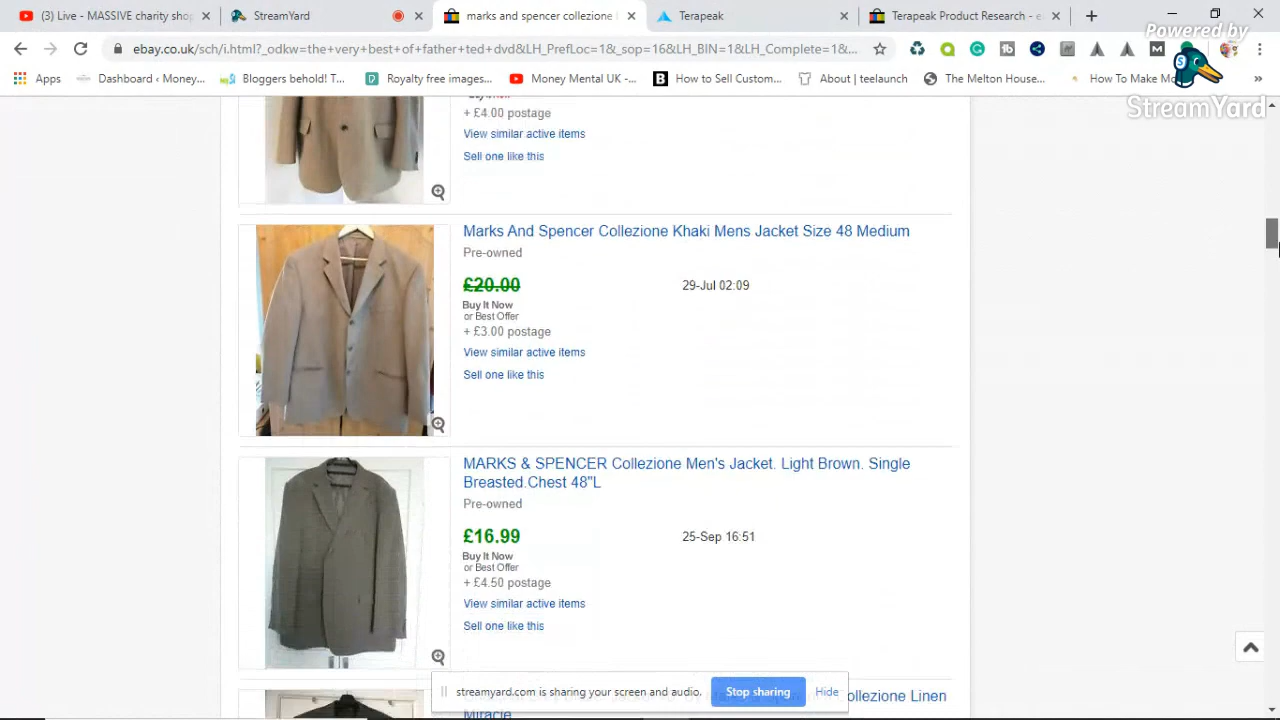 (3) Live - MASSIVE charity
StreamYard
marks and spencer collezione
Terapeak
Terapeak Product Research - e
ebay.co.uk/sch/i.html?_odkw=the+very+best+of+father+ted+dvd&LH_PrefLoc=1&_sop=16&LH_BIN=1&LH_Complete=1&...
Powered by
StreamYard
Apps
Dashboard ‹ Money...
Bloggers behold! T...
Royalty free images...
Money Mental UK -...
How To Sell Custom...
About | teelaunch
The Melton House...
How To Make Mo
+ £4.00 postage
View similar active items
Sell one like this
Marks And Spencer Collezione Khaki Mens Jacket Size 48 Medium
Pre-owned
£20.00
29-Jul 02:09
Buy It Now
or Best Offer
+ £3.00 postage
View similar active items
Sell one like this
MARKS & SPENCER Collezione Men's Jacket. Light Brown. Single
Breasted.Chest 48"L
Pre-owned
£16.99
25-Sep 16:51
Buy It Now
or Best Offer
+ £4.50 postage
View similar active items
Sell one like this
streamyard.com is sharing your screen and audio.
Stop sharing
Hide
ollezione Linen
Miracle